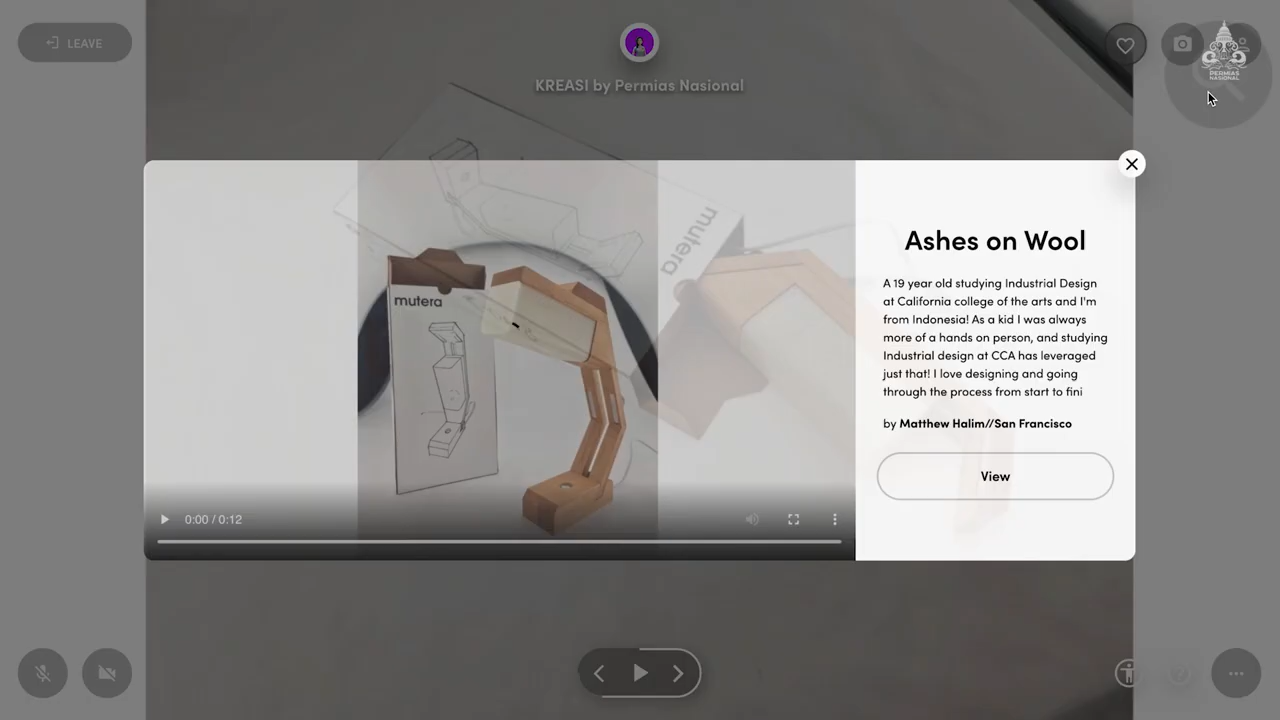 LEAVE
KREASI by Permias Nasional
PERMIAS
NASIONAL
mutera
mutera
Ashes on Wool
A 19 year old studying Industrial Design
at California college of the arts and I'm
from Indonesia! As a kid I was always
more of a hands on person, and studying
Industrial design at CCA has leveraged
just that! I love designing and going
through the process from start to fini
by Matthew Halim//San Francisco
View
0:00 / 0:12